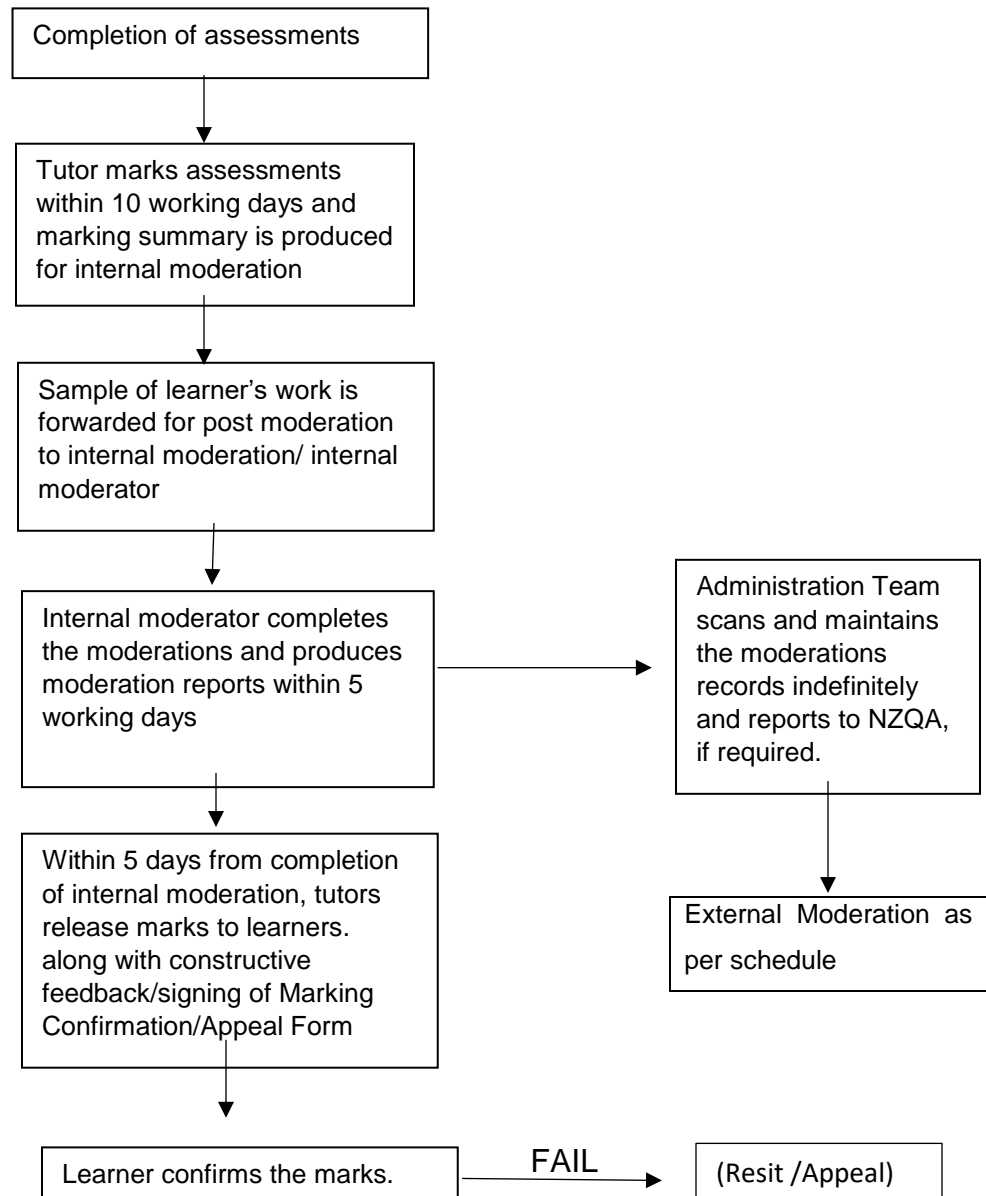 Completion of assessments
Tutor marks assessments
within 10 working days and
marking summary is produced
for internal moderation
Sample of learner’s work is
forwarded for post moderation
to internal moderation/ internal
moderator
Internal moderator completes
the moderations and produces
moderation reports within 5
working days
Administration Team
scans and maintains
the moderations
records indefinitely
and reports to NZQA,
if required.
Within 5 days from completion
of internal moderation, tutors
release marks to learners.
along with constructive
feedback/signing of Marking
Confirmation/Appeal Form
External Moderation as
per schedule
Learner confirms the marks.
FAIL
(Resit /Appeal)